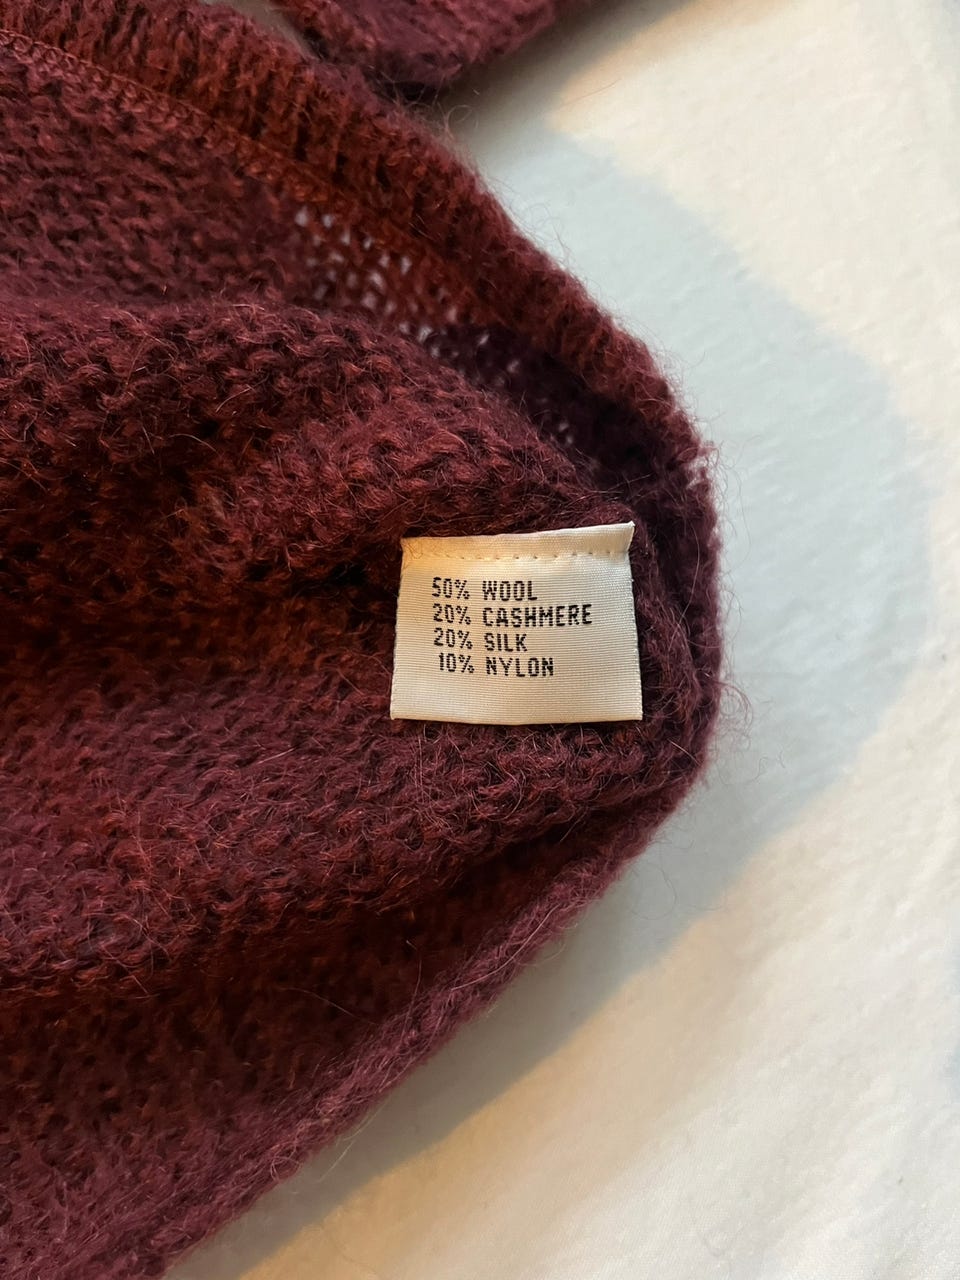 50% WOOL
20% CASHMERE
20% SILK
10% NYLON